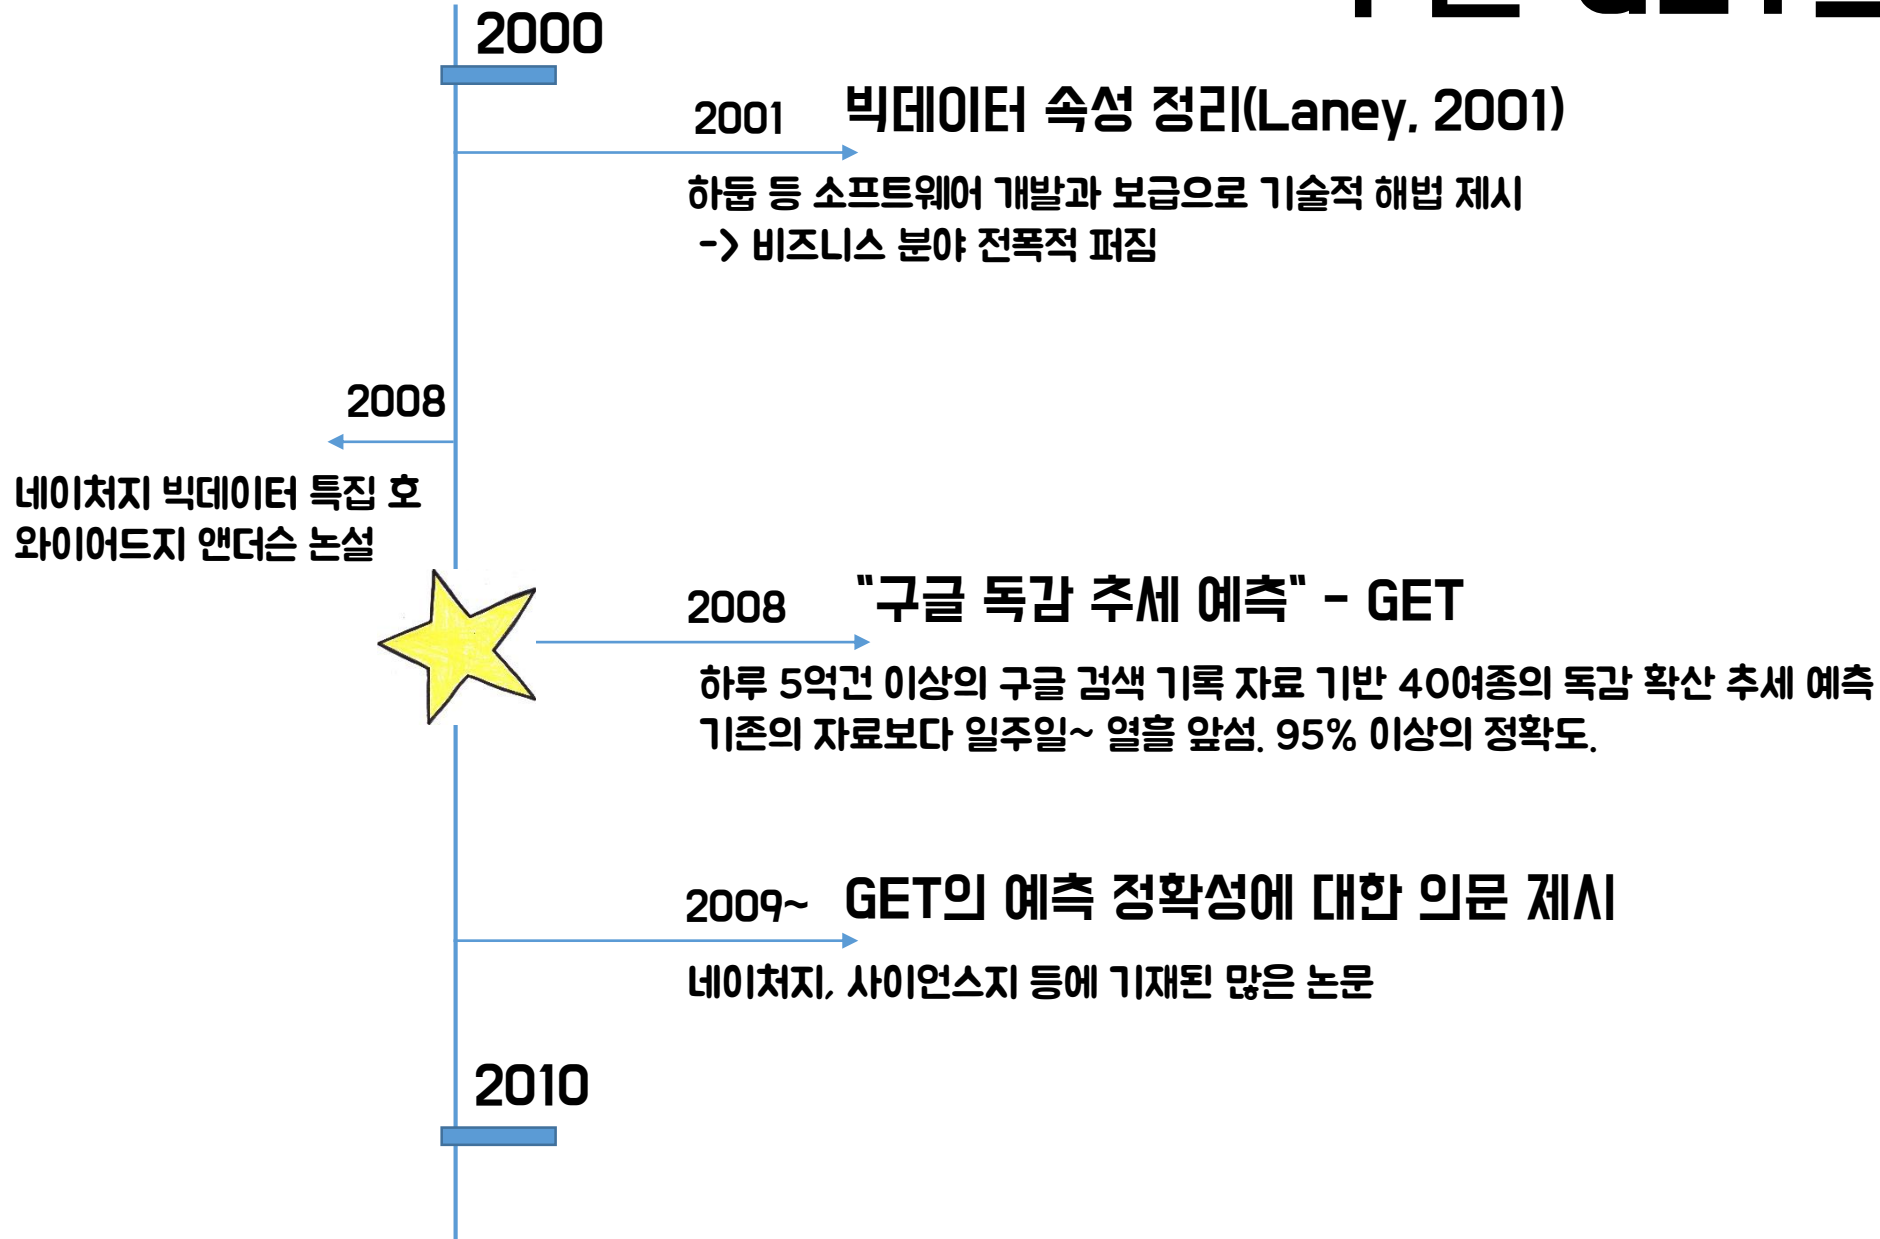 2000
2001 빅데이터 속성 정리(Laney, 2001)
하둡 등 소프트웨어 개발과 보급으로 기술적 해법 제시
-> 비즈니스 분야 전폭적 퍼짐
2008
네이처지 빅데이터 특집 호
와이어드지 앤더슨 논설
2008 "구글 독감 추세 예측" - GET
하루 5억건 이상의 구글 검색 기록 자료 기반 40여종의 독감 확산 추세 예측
기존의 자료보다 일주일~ 열흘 앞섬. 95% 이상의 정확도.
2009~ GET의 예측 정확성에 대한 의문 제시
네이처지, 사이언스지 등에 기재된 많은 논문
2010